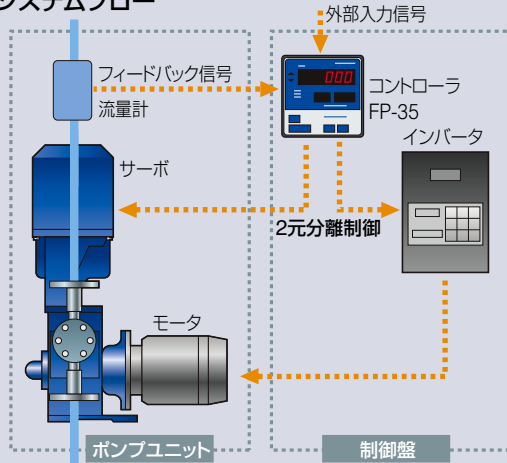 システムフロー
外部入力信号
フィードバック信号
流量計
000
コントローラ
FP-35
インバータ
サーボ
2元分離制御
モータ
ポンプユニット
制御盤